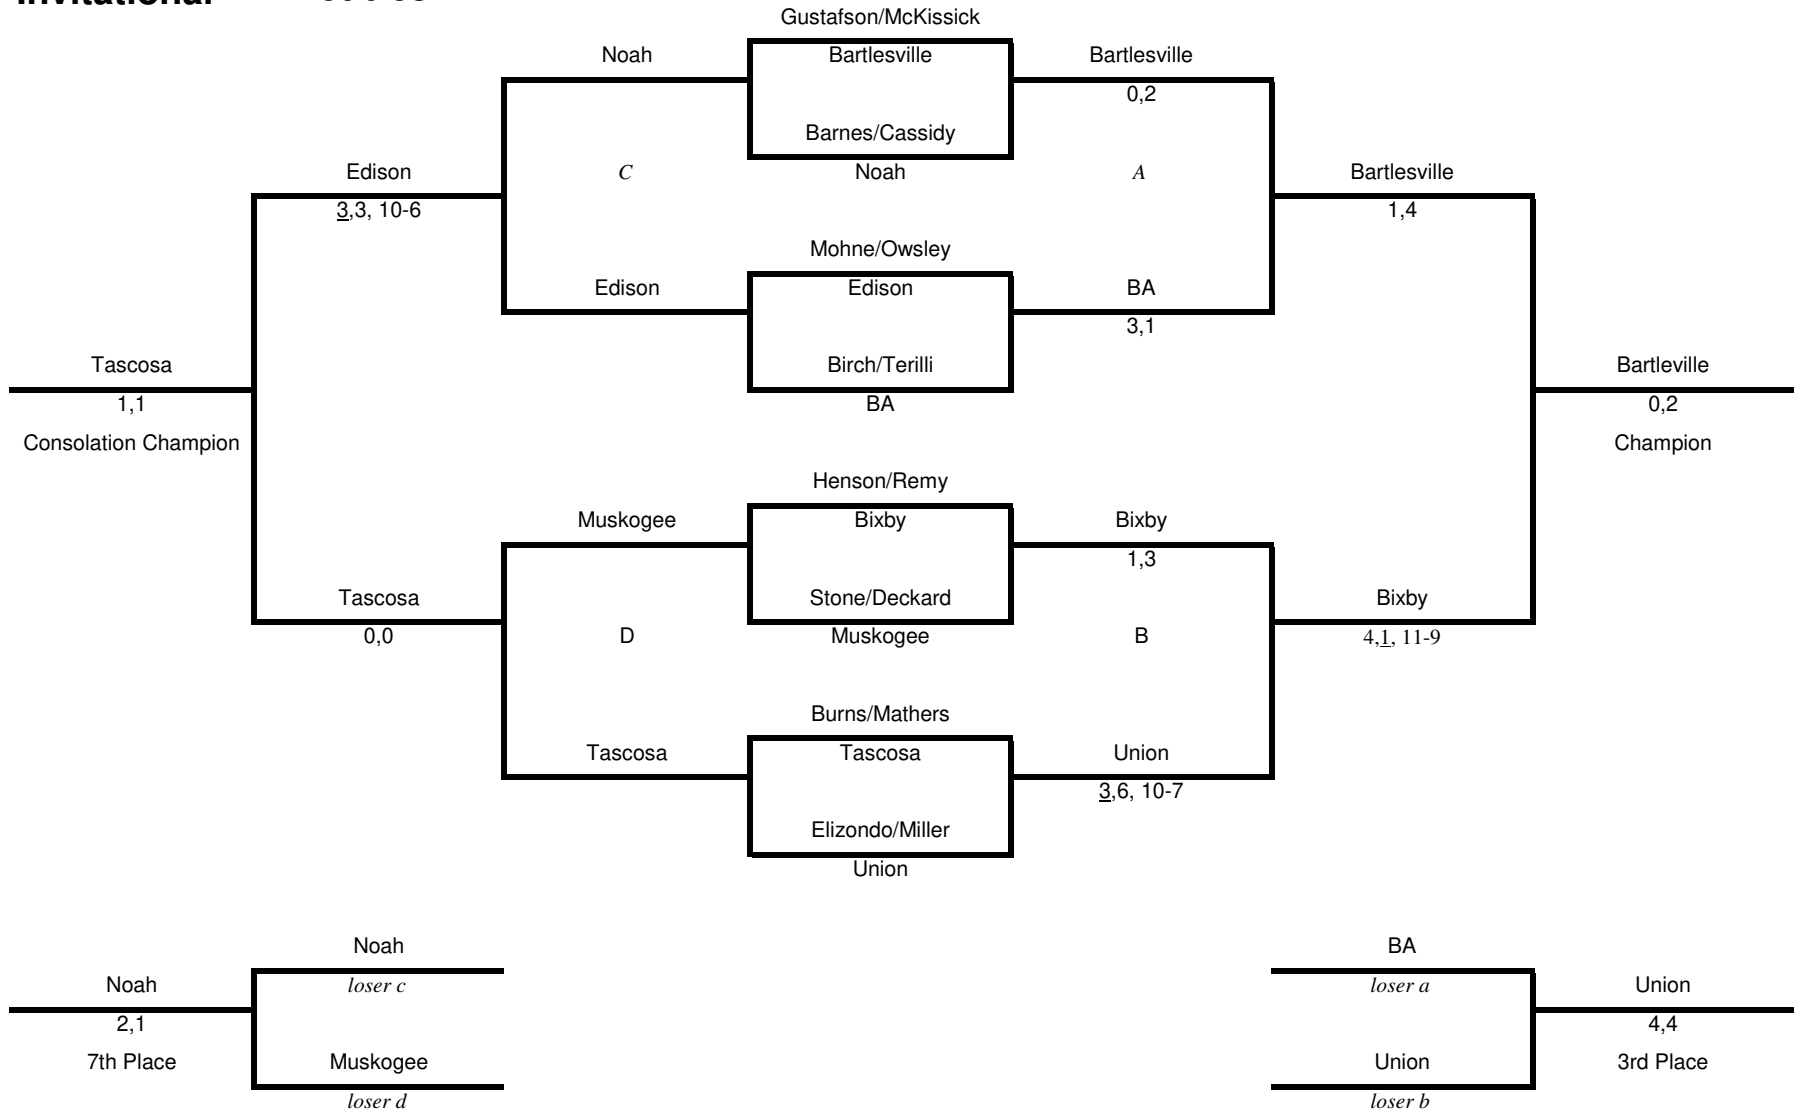 Gustafson/McKissick
Noah Bartlesville Bartlesville
0,2
Barnes/Cassidy
Edison C Noah A Bartlesville
3,3, 10-6 1,4
Mohne/Owsley
Edison Edison BA
3,1
Tascosa Birch/Terilli Bartleville
1,1 BA 0,2
Consolation Champion Champion
Henson/Remy
Muskogee Bixby Bixby
1,3
Tascosa Stone/Deckard Bixby
0,0 D Muskogee B 4,1, 11-9
Burns/Mathers
Tascosa Tascosa Union
3,6, 10-7
Elizondo/Miller
Union
Noah BA
Noah loser c loser a Union
2,1 4,4
7th Place Muskogee Union 3rd Place
loser d loser b